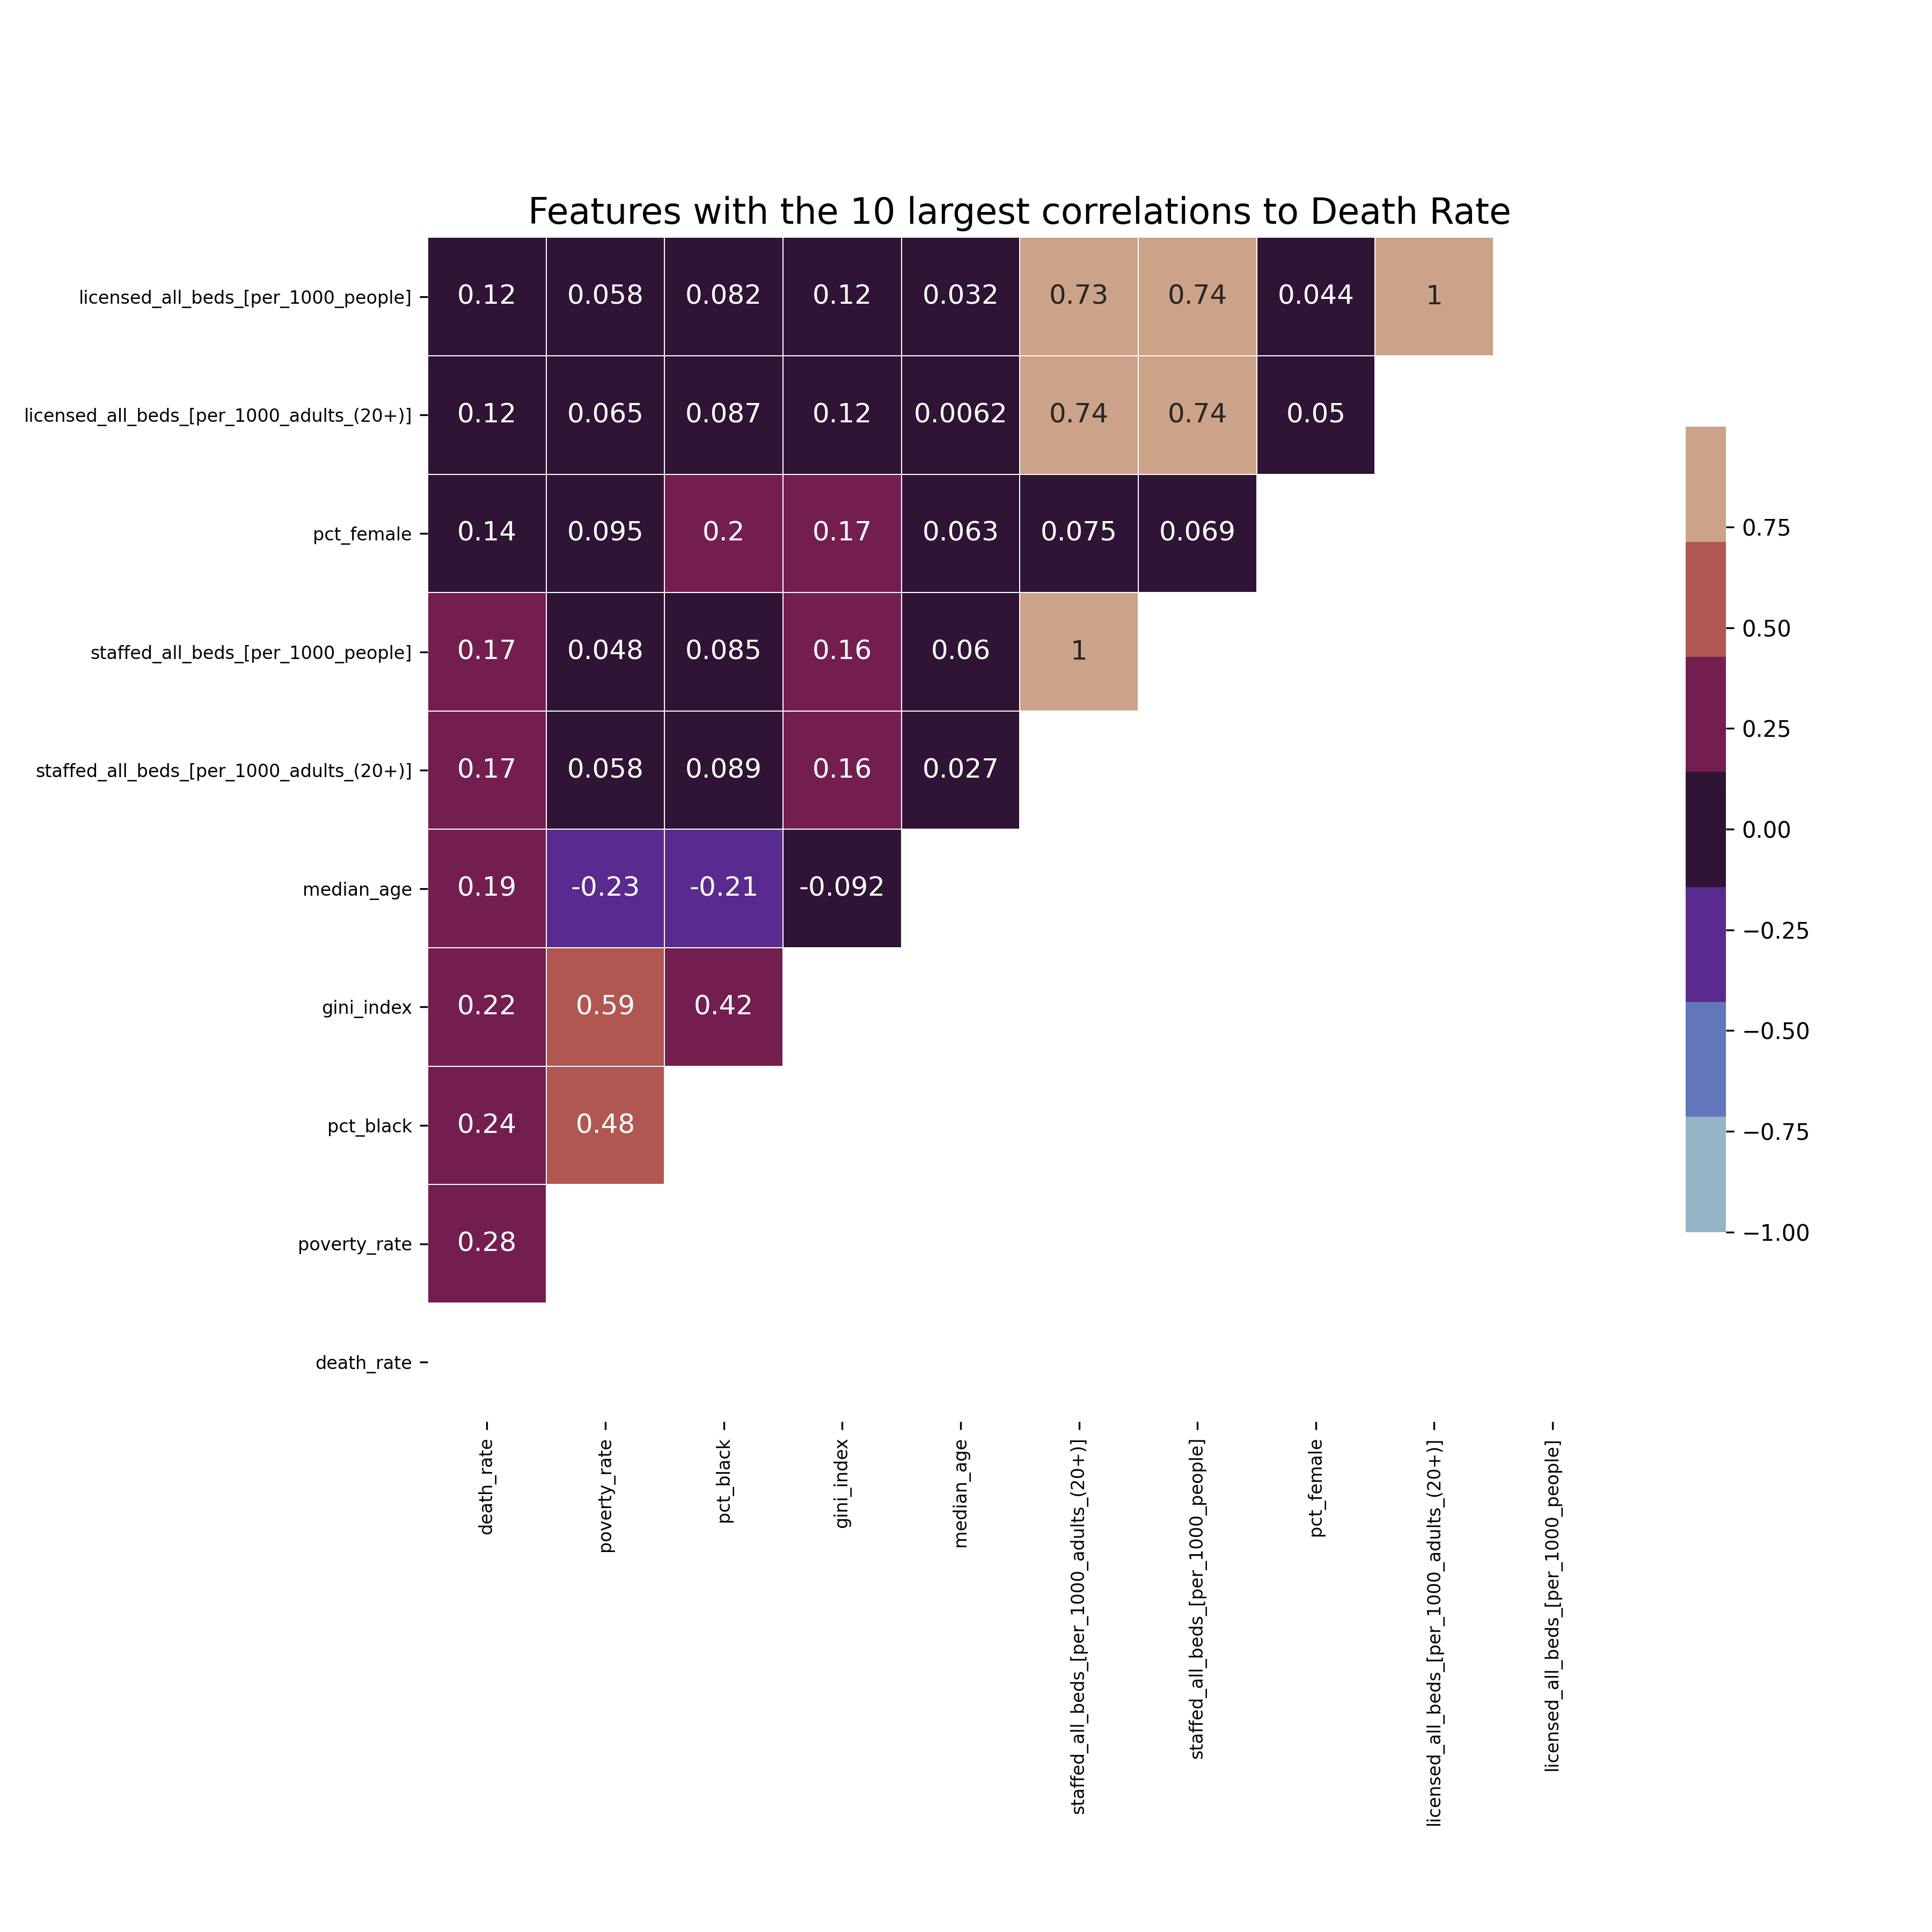 Features with the 10 largest correlations to Death Rate
licensed_all_beds_[per_1000_people] 0.12 0.058 0.082 0.12 0.032 0.73 0.74 0.044 1
licensed_all_beds_[per_1000_adults_(20+)] 0.12 0.065 0.087 0.12 0.0062 0.74 0.74 0.05
pct_female 0.14 0.095 0.2 0.17 0.063 0.075 0.069
staffed_all_beds_[per_1000_people] 0.17 0.048 0.085 0.16 0.06 1
staffed_all_beds_[per_1000_adults_(20+)] 0.17 0.058 0.089 0.16 0.027
median_age 0.19 -0.23 -0.21 -0.092
gini_index 0.22 0.59 0.42
pct_black 0.24 0.48
poverty_rate 0.28
death_rate
death_rate
poverty_rate
pct_black
gini_index
median_age
staffed_all_beds_[per_1000_adults_(20+)]
staffed_all_beds_[per_1000_people]
pct_female
licensed_all_beds_[per_1000_adults_(20+)]
licensed_all_beds_[per_1000_people]
0.75
0.50
0.25
0.00
−0.25
−0.50
−0.75
−1.00